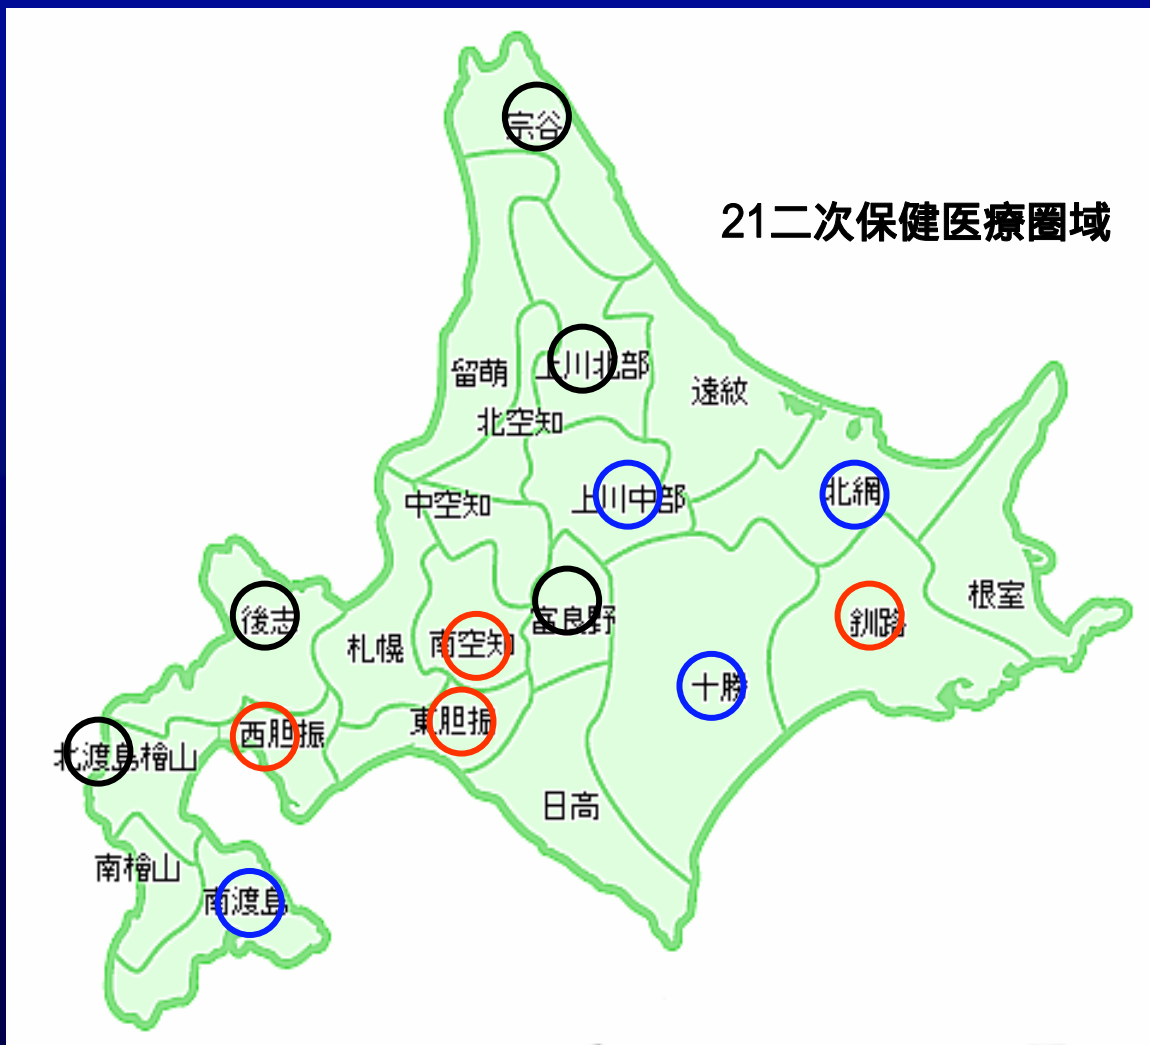 宗谷
21二次保健医療圏域
留萌
上川北部
遠紋
北空知
中空知
上川中部
北網
後志
札幌
南空知
富良野
釧路
根室
十勝
北渡島檜山
西胆振
東胆振
日高
南檜山
南渡島